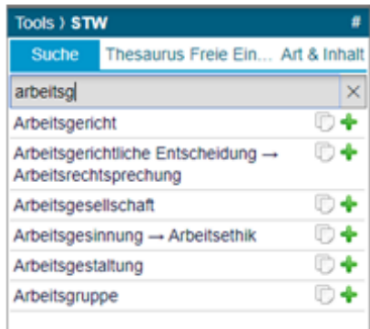 Tools > STW #
Suche Thesaurus Freie Ein... Art & Inhalt
arbeitsg
Arbeitsgericht
Arbeitsgerichtliche Entscheidung →
Arbeitsrechtsprechung
Arbeitsgesellschaft
Arbeitsgesinnung → Arbeitsethik
Arbeitsgestaltung
Arbeitsgruppe